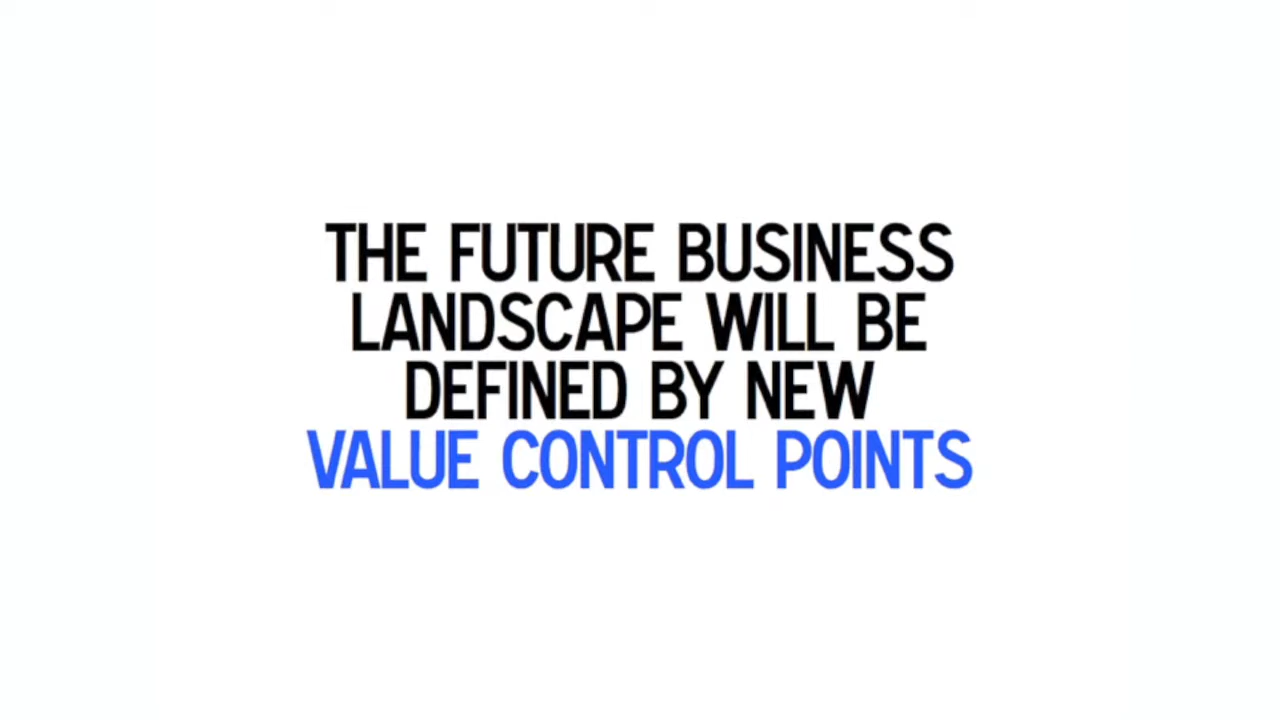 THE FUTURE BUSINESS
LANDSCAPE WILL BE
DEFINED BY NEW
VALUE CONTROL POINTS